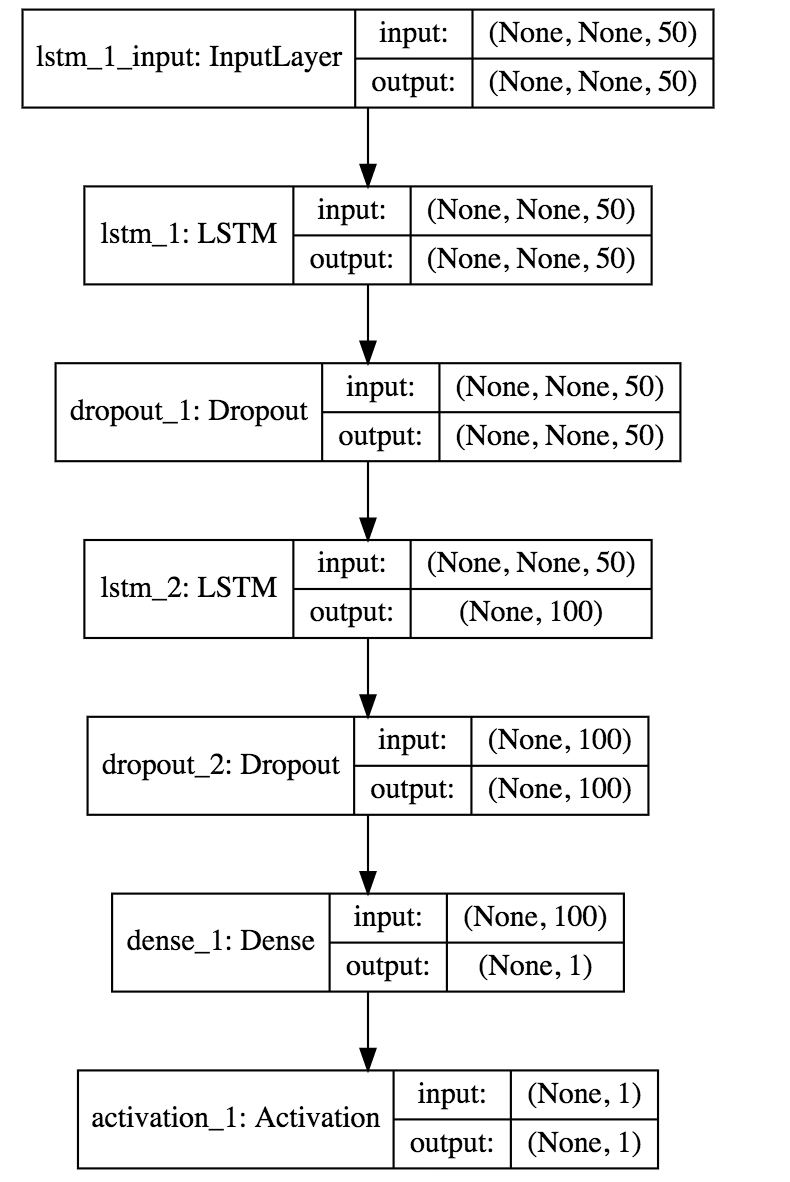 lstm_1_input: InputLayer
input: (None, None, 50)
output: (None, None, 50)
lstm_1: LSTM
input: (None, None, 50)
output: (None, None, 50)
dropout_1: Dropout
input: (None, None, 50)
output: (None, None, 50)
lstm_2: LSTM
input: (None, None, 50)
output: (None, 100)
dropout_2: Dropout
input: (None, 100)
output: (None, 100)
dense_1: Dense
input: (None, 100)
output: (None, 1)
activation_1: Activation
input: (None, 1)
output: (None, 1)